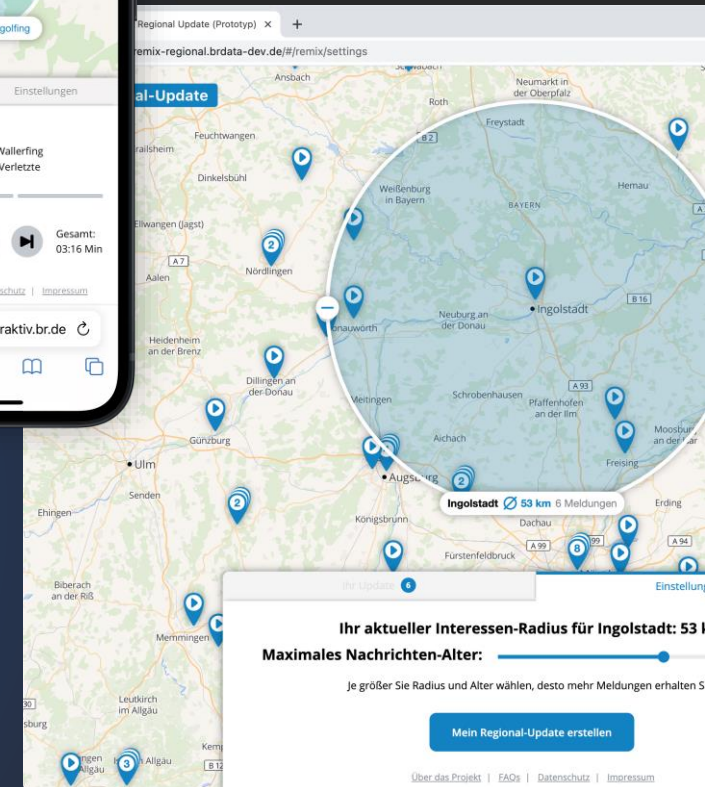 golfing
Einstellungen
Wallerfing
Verletzte
Gesamt:
03:16 Min
schutz | Impressum
raktiv.br.de
Regional Update (Prototyp)
remix-regional.brdata-dev.de/#/remix/settings
al-Update
Ansbach
Schwabach
Neumarkt in
der Oberpfalz
Roth
Freystadt
B 2
Feuchtwangen
railsheim
Dinkelsbühl
Weißenburg
in Bayern
BAYERN
Hemau
Ellwangen (Jagst)
A 7
2
Nördlingen
Aalen
Ingolstadt
B 16
Neuburg an
der Donau
Donauwörth
Heidenheim
an der Brenz
Dillingen an
der Donau
Meitingen
Schrobenhausen
A 93
Pfaffenhofen
an der Ilm
Günzburg
Aichach
Moosburg
an der Isar
Ulm
Augsburg
Freising
2
Senden
2
Ingolstadt 53 km 6 Meldungen
Erding
Ehingen
Königsbrunn
Dachau
A 99
8
99
A 94
Fürstenfeldbruck
Ihr Update 6
Einstellung
Biberach
an der Riß
Ihr aktueller Interessen-Radius für Ingolstadt: 53 k
Memmingen
Maximales Nachrichten-Alter:
Je größer Sie Radius und Alter wählen, desto mehr Meldungen erhalten S
Leutkirch
im Allgäu
30
sburg
Mein Regional-Update erstellen
Kemp
ngen
Allgäu
3
Allgäu
B 12
Über das Projekt | FAQs | Datenschutz | Impressum